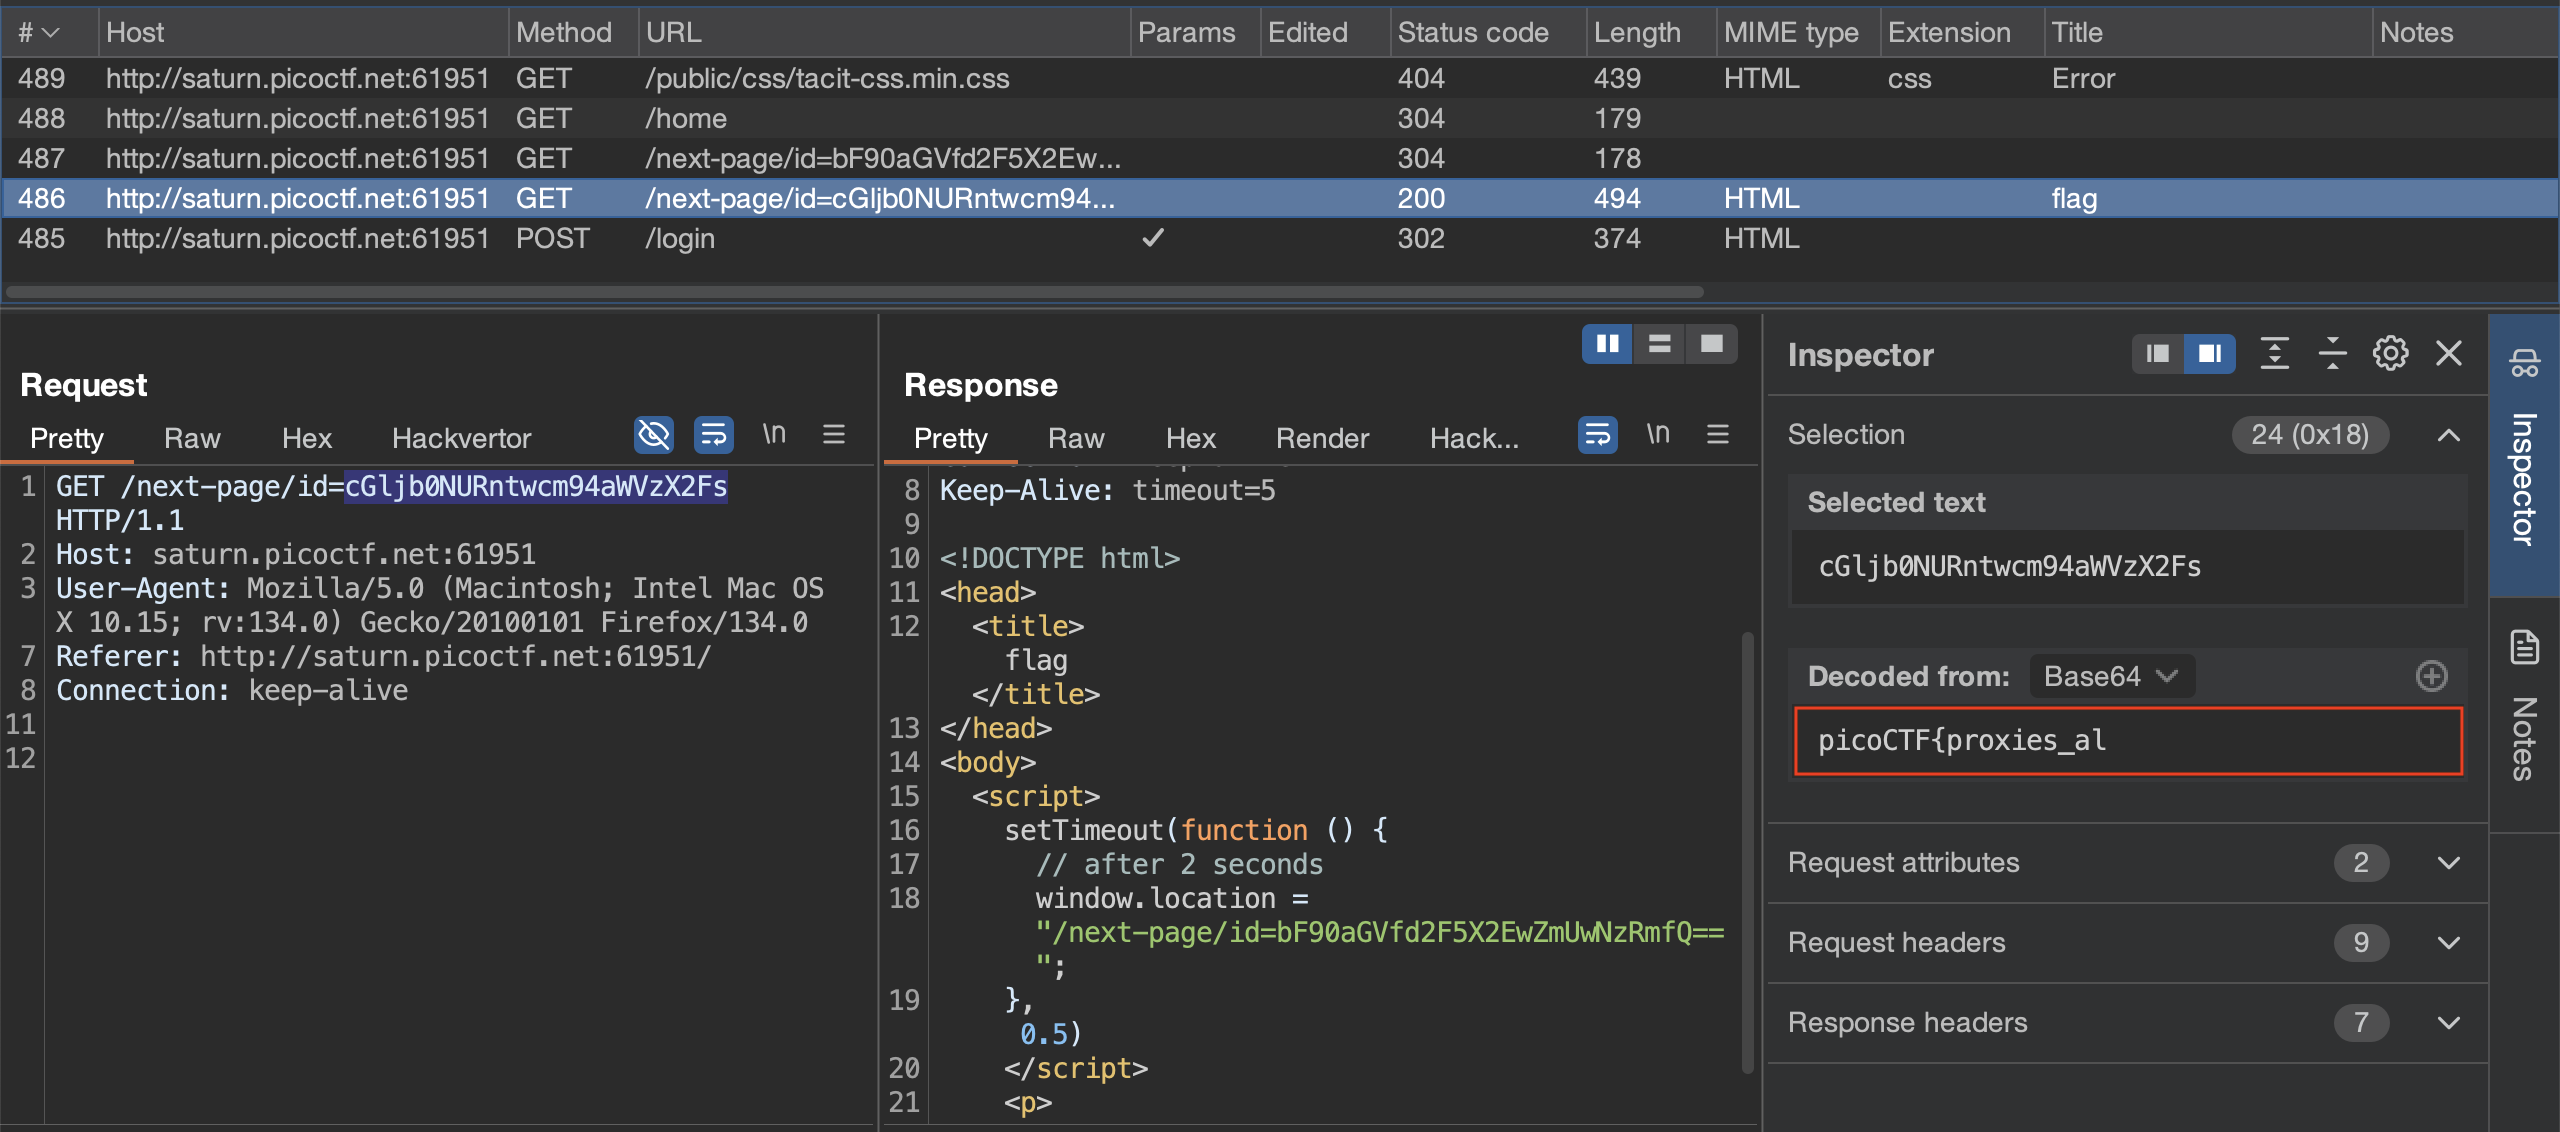 # Host Method URL Params Edited Status code Length MIME type Extension Title Notes
489 http://saturn.picoctf.net:61951 GET /public/css/tacit-css.min.css 404 439 HTML css Error
488 http://saturn.picoctf.net:61951 GET /home 304 179
487 http://saturn.picoctf.net:61951 GET /next-page/id=bF90aGVfd2F5X2Ew... 304 178
486 http://saturn.picoctf.net:61951 GET /next-page/id=cGljb0NURntwcm94... 200 494 HTML flag
485 http://saturn.picoctf.net:61951 POST /login ✓ 302 374 HTML
Request
Pretty Raw Hex Hackvertor \n
1 GET /next-page/id=cGljb0NURntwcm94aWVzX2Fs
HTTP/1.1
2 Host: saturn.picoctf.net:61951
3 User-Agent: Mozilla/5.0 (Macintosh; Intel Mac OS
X 10.15; rv:134.0) Gecko/20100101 Firefox/134.0
7 Referer: http://saturn.picoctf.net:61951/
8 Connection: keep-alive
11
12
Response
Pretty Raw Hex Render Hack... \n
8 Keep-Alive: timeout=5
9
10 <!DOCTYPE html>
11 <head>
12 <title>
flag
</title>
13 </head>
14 <body>
15 <script>
16 setTimeout(function () {
17 // after 2 seconds
18 window.location =
"/next-page/id=bF90aGVfd2F5X2EwZmUwNzRmfQ==
";
19 },
0.5)
20 </script>
21 <p>
Inspector
Selection 24 (0x18)
Selected text
cGljb0NURntwcm94aWVzX2Fs
Decoded from: Base64
picoCTF{proxies_al
Request attributes 2
Request headers 9
Response headers 7
Inspector
Notes